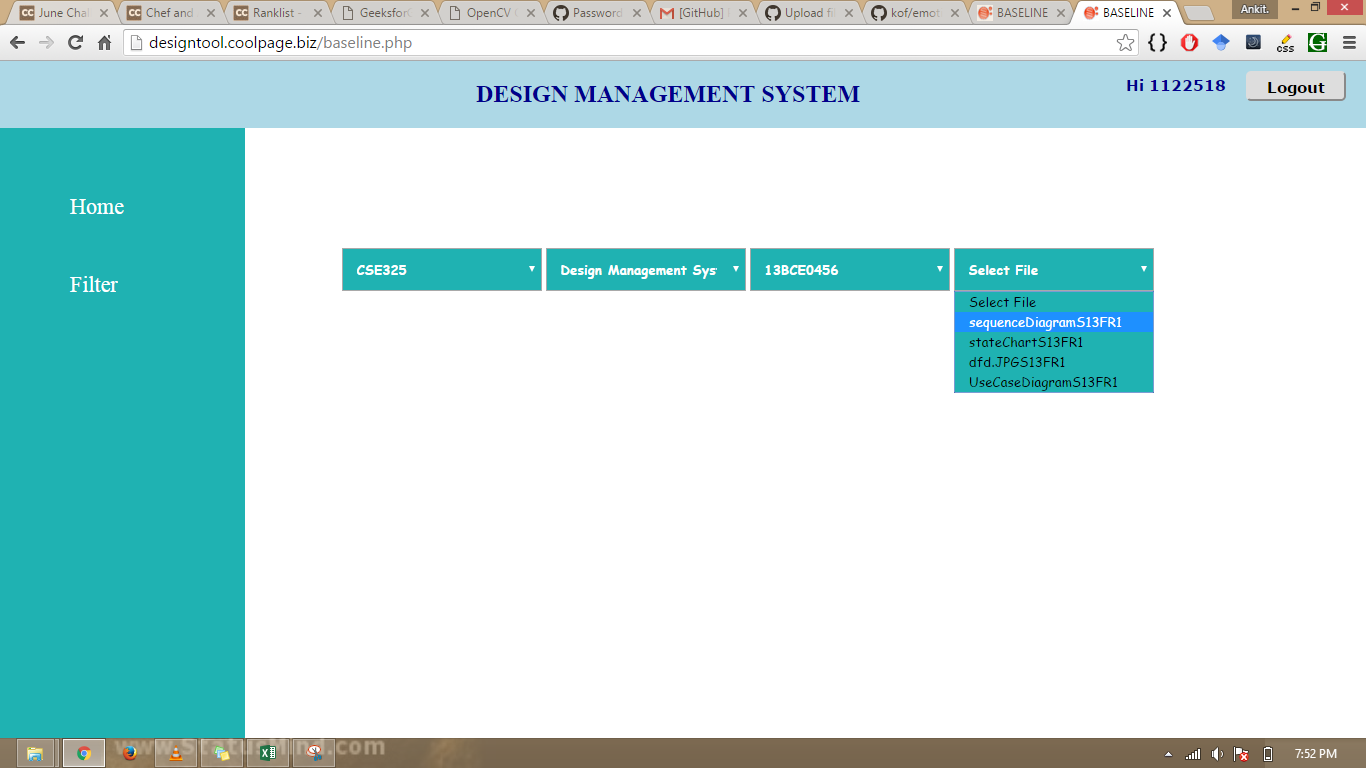 June Chal
Chef and
Ranklist -
Geeksfor
OpenCV
Password
[GitHub]
Upload fi
kof/emot
BASELINE
BASELINE
Ankit.
designtool.coolpage.biz/baseline.php
css
DESIGN MANAGEMENT SYSTEM
Hi 1122518
Logout
Home
Filter
CSE325
Design Management Sys
13BCE0456
Select File
Select File
sequenceDiagramS13FR1
stateChartS13FR1
dfd.JPGS13FR1
UseCaseDiagramS13FR1
www.StatusMind.com
7:52 PM